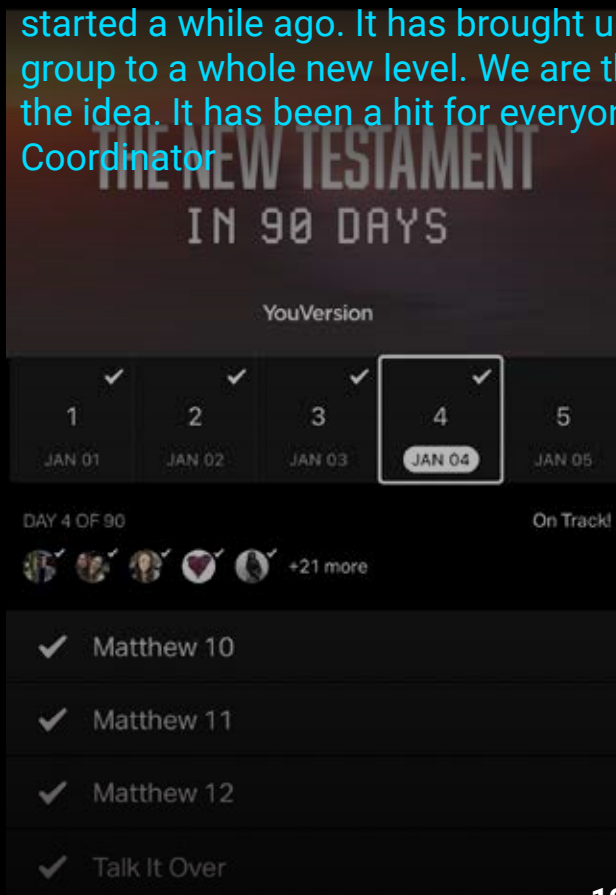 started a while ago. It has brought u
group to a whole new level. We are t
the idea. It has been a hit for everyo
Coordinator
THE NEW TESTAMENT
IN 90 DAYS
YouVersion
1 2 3 4 5
JAN 01 JAN 02 JAN 03 JAN 04 JAN 05
DAY 4 OF 90 On Track!
+21 more
Matthew 10
Matthew 11
Matthew 12
Talk It Over